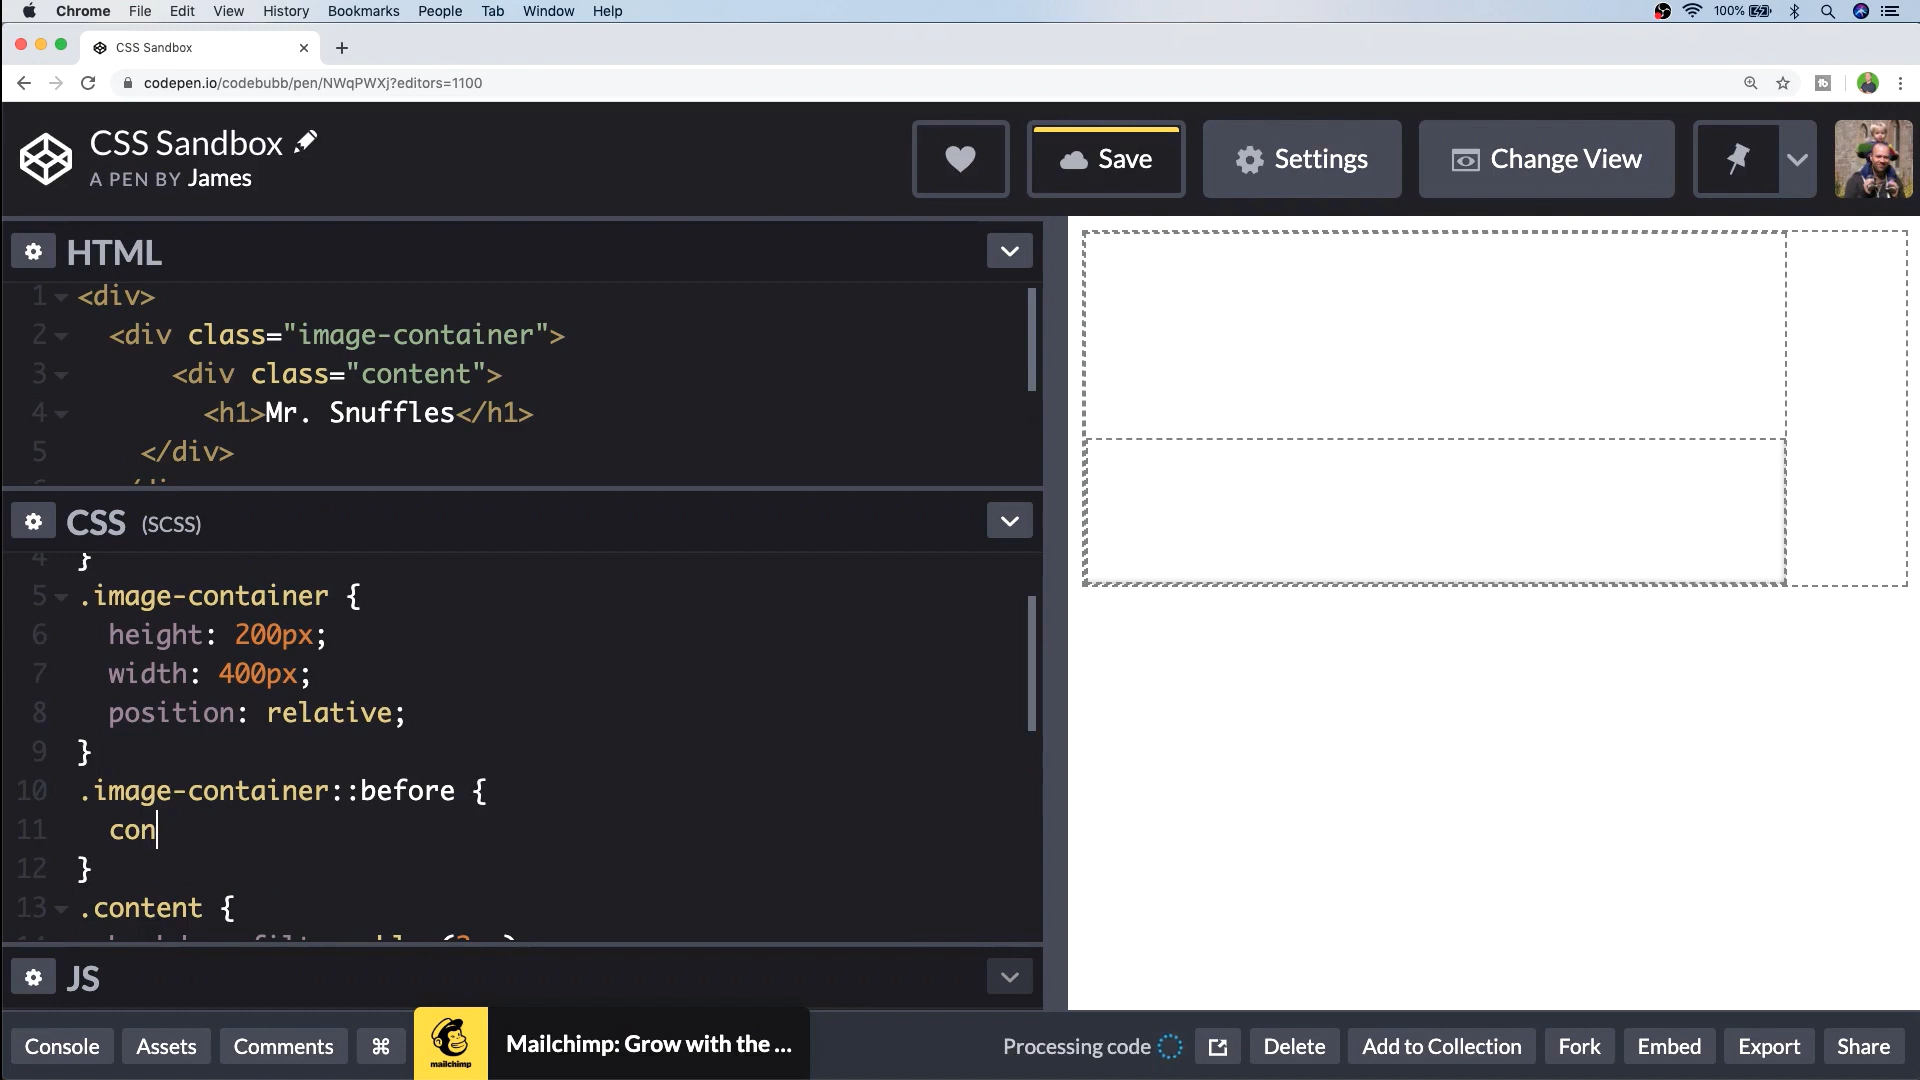 Chrome File Edit View History Bookmarks People Tab Window Help 100%
CSS Sandbox
codepen.io/codebubb/pen/NWqPWXj?editors=1100
CSS Sandbox
A PEN BY James
Save
Settings
Change View
HTML
1 <div>
2 <div class="image-container">
3 <div class="content">
4 <h1>Mr. Snuffles</h1>
5 </div>
CSS (SCSS)
4 }
5 .image-container {
6 height: 200px;
7 width: 400px;
8 position: relative;
9 }
10 .image-container::before {
11 con
12 }
13 .content {
JS
Console Assets Comments ⌘ mailchimp Mailchimp: Grow with the ... Processing code Delete Add to Collection Fork Embed Export Share